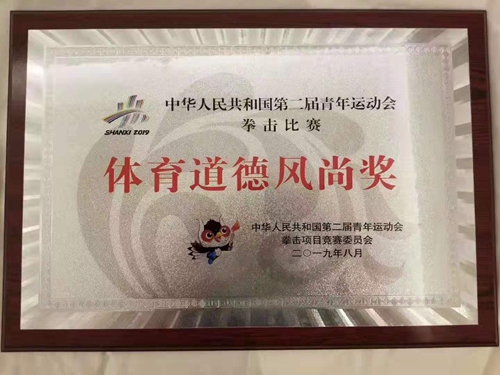 中华人民共和国第二届青年运动会
SHANXI 2019
拳击比赛
体育道德风尚奖
中华人民共和国第二届青年运动会
拳击项目竞赛委员会
二〇一九年八月